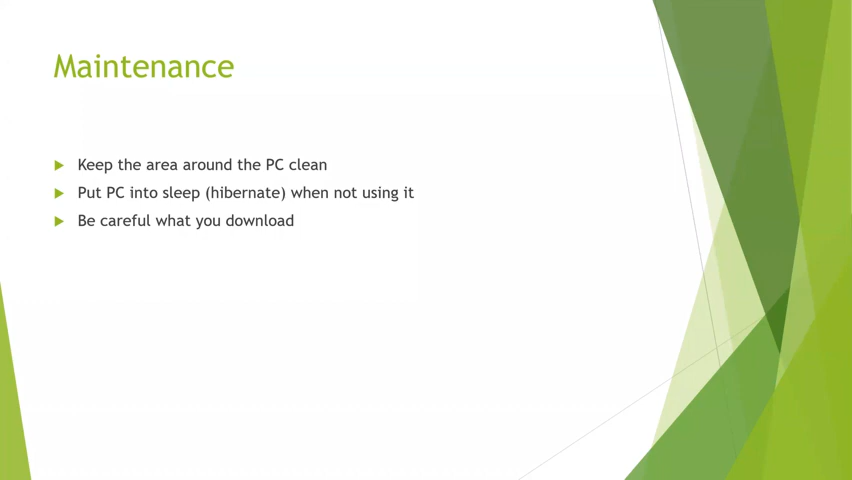 Maintenance
Keep the area around the PC clean
Put PC into sleep (hibernate) when not using it
Be careful what you download